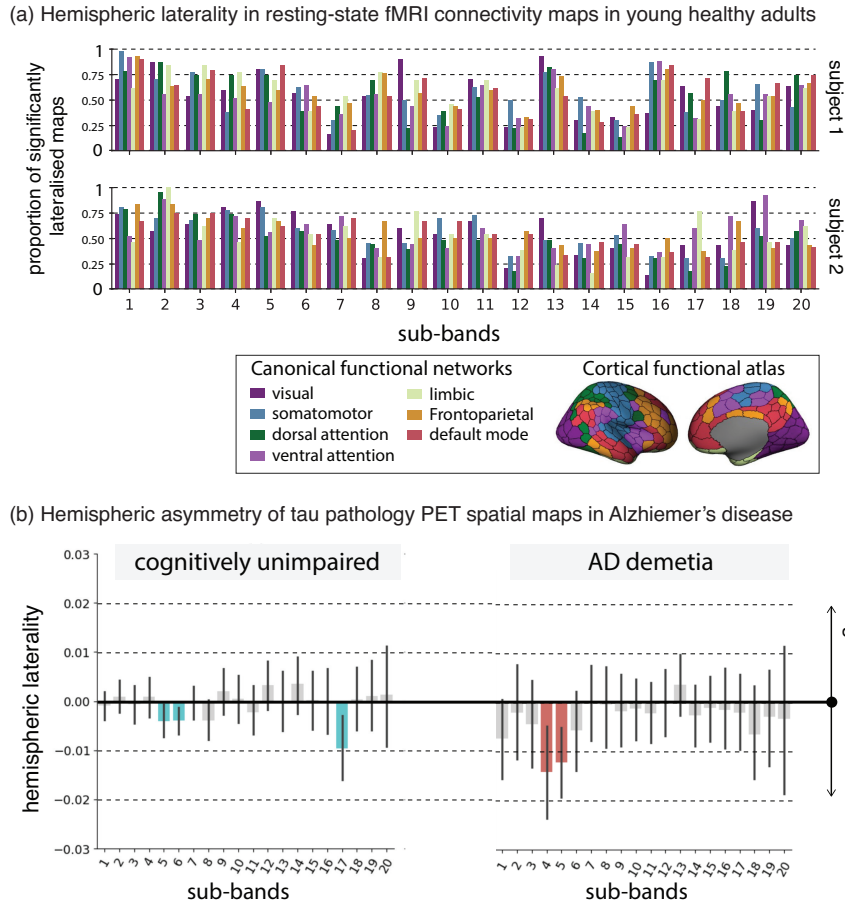 (a) Hemispheric laterality in resting-state fMRI connectivity maps in young healthy adults
proportion of significantly
lateralised maps
1
0.75
0.50
0.25
0
subject 1
1
0.75
0.50
0.25
0
subject 2
1 2 3 4 5 6 7 8 9 10 11 12 13 14 15 16 17 18 19 20
sub-bands
Canonical functional networks
visual
somatomotor
dorsal attention
ventral attention
limbic
Frontoparietal
default mode
Cortical functional atlas
(b) Hemispheric asymmetry of tau pathology PET spatial maps in Alzhiemer's disease
hemispheric laterality
0.03
0.02
0.01
0.00
−0.01
−0.02
−0.03
cognitively unimpaired
1 2 3 4 5 6 7 8 9 10 11 12 13 14 15 16 17 18 19 20
sub-bands
AD demetia
1 2 3 4 5 6 7 8 9 10 11 12 13 14 15 16 17 18 19 20
sub-bands